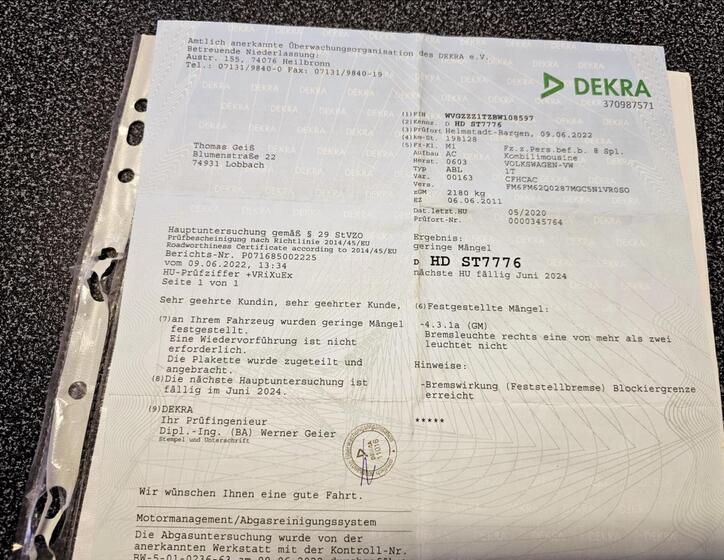 Amtlich anerkannte Überwachungsorganisation des DEKRA e.V.
Betreuende Niederlassung:
Austr. 155, 74076 Heilbronn
Tel.: 07131/9840-0 Fax: 07131/9840-19
DEKRA
370987571
(1) FIN WVGZZZ1TZBW108597
(2) Kennz. D HD ST7776
(3) Prüfort Helmstadt-Bargen, 09.06.2022
(4) km-St. 198128
(5) Fz-Kl. M1 Fz.z.Pers.bef.b. 8 Spl.
Aufbau AC Kombilimousine
Herst. 0603 VOLKSWAGEN-VW
Typ ABL 1T
Var. 00163 CFHCAC
Vers. FM6FM62Q0287MGC5N1VR0SO
zGM 2180 kg
EZ 06.06.2011
Dat.letzt.HU 05/2020
Prüfort-Nr. 0000345764
Thomas Geiß
Blumenstraße 22
74931 Lobbach
Hauptuntersuchung gemäß § 29 StVZO
Prüfbescheinigung nach Richtlinie 2014/45/EU
Roadworthiness Certificate according to 2014/45/EU
Berichts-Nr. P071685002225
vom 09.06.2022, 13:34
HU-Prüfziffer +VRiXuEx
Seite 1 von 1
Ergebnis:
geringe Mängel
D HD ST7776
nächste HU fällig Juni 2024
Sehr geehrte Kundin, sehr geehrter Kunde,
(7) an Ihrem Fahrzeug wurden geringe Mängel
festgestellt.
Eine Wiedervorführung ist nicht
erforderlich.
Die Plakette wurde zugeteilt und
angebracht.
(8) Die nächste Hauptuntersuchung ist
fällig im Juni 2024.
(6) Festgestellte Mängel:
-4.3.1a (GM)
Bremsleuchte rechts eine von mehr als zwei
leuchtet nicht
Hinweise:
-Bremswirkung (Feststellbremse) Blockiergrenze
erreicht
*****
(9) DEKRA
Ihr Prüfingenieur
Dipl.-Ing. (BA) Werner Geier
Stempel und Unterschrift
Wir wünschen Ihnen eine gute Fahrt.
Motormanagement/Abgasreinigungssystem
Die Abgasuntersuchung wurde von der
anerkannten Werkstatt mit der Kontroll-Nr.